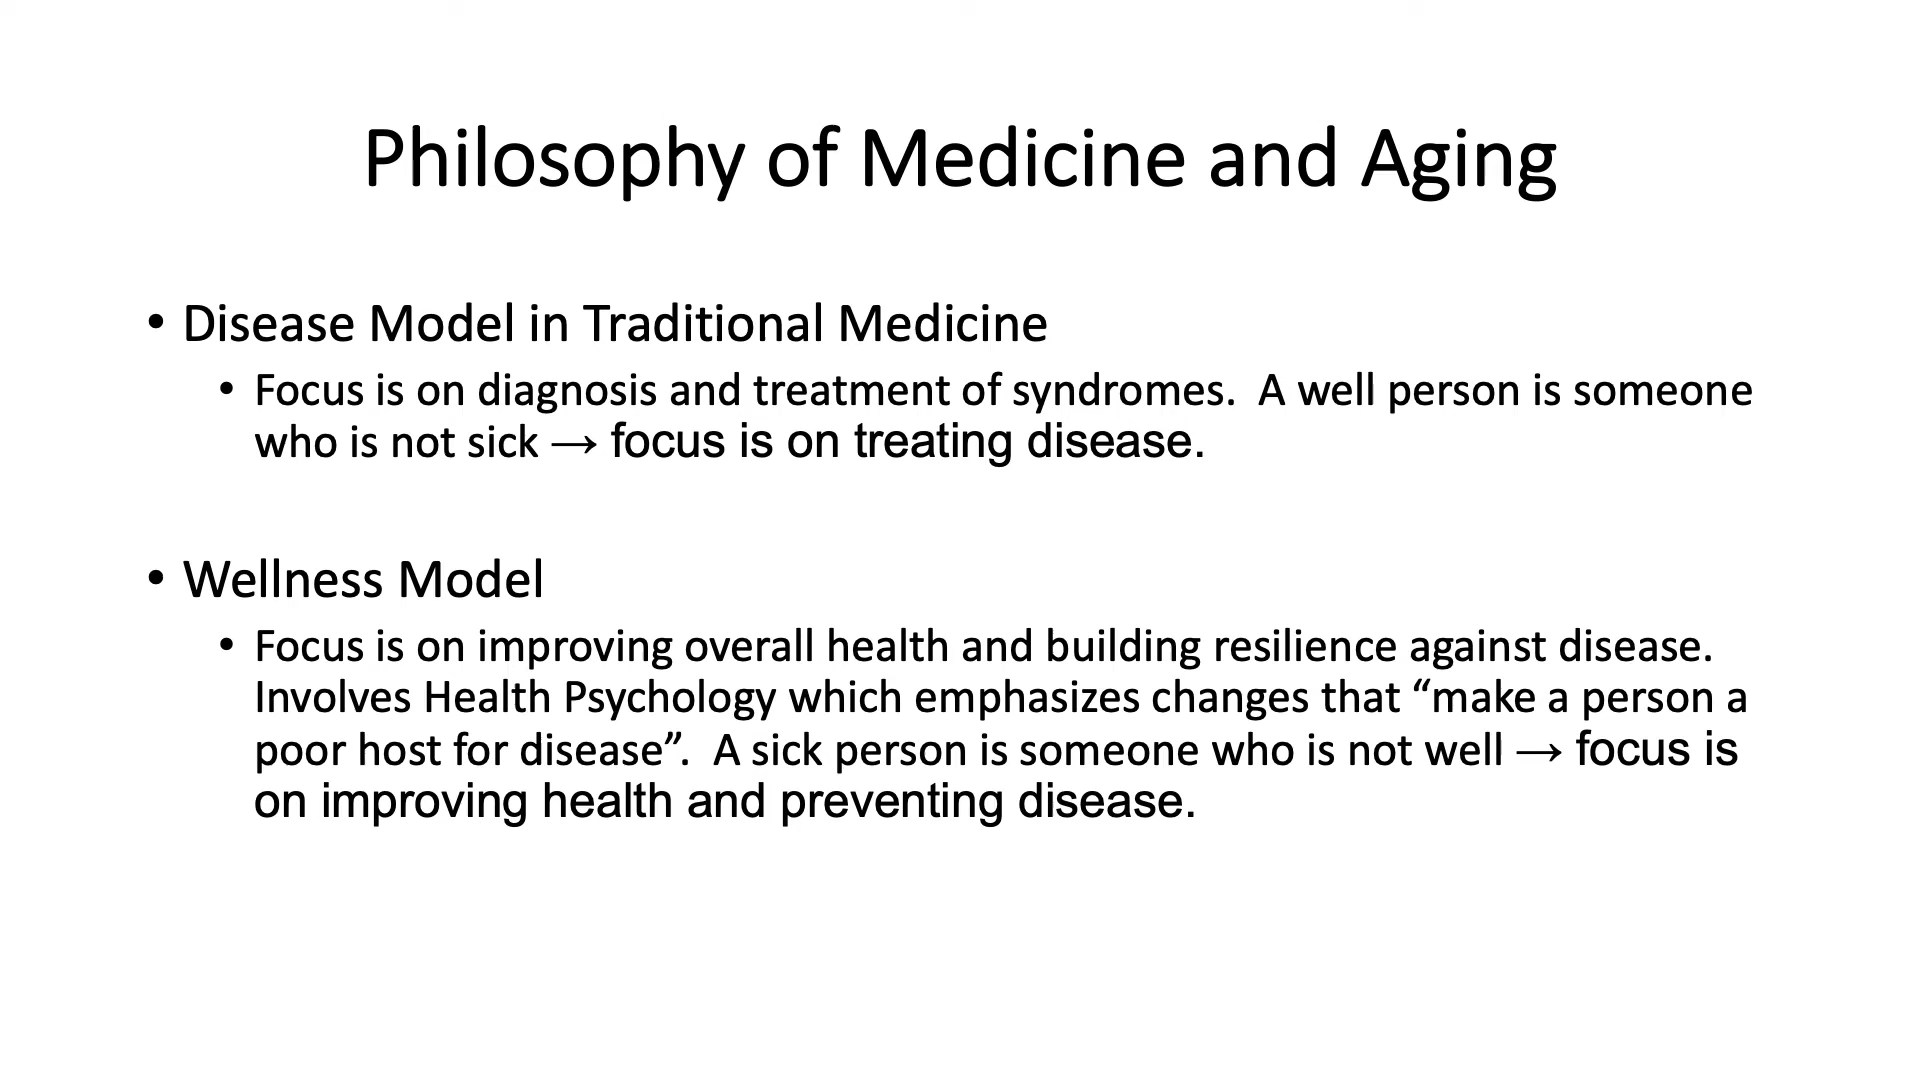 Philosophy of Medicine and Aging
• Disease Model in Traditional Medicine
• Focus is on diagnosis and treatment of syndromes.  A well person is someone
who is not sick → focus is on treating disease.
• Wellness Model
• Focus is on improving overall health and building resilience against disease.
Involves Health Psychology which emphasizes changes that “make a person a
poor host for disease”.  A sick person is someone who is not well → focus is
on improving health and preventing disease.